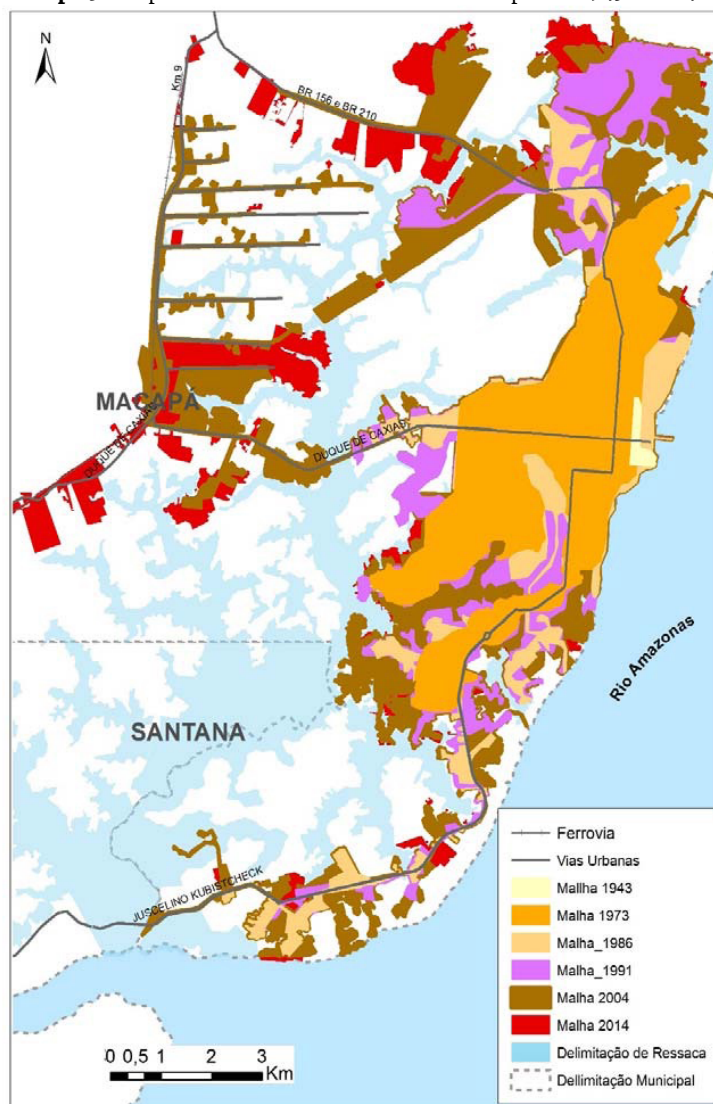 N
Km 9
BR 156 e BR 210
MACAPÁ
DUQUE DE CAXIAS
DUQUE DE CAXIAS
Rio Amazonas
SANTANA
JUSCELINO KUBISTCHECK
0 0,5 1 2 3
Km
Ferrovia
Vias Urbanas
Mallha 1943
Malha 1973
Malha_1986
Malha_1991
Malha 2004
Malha 2014
Delimitação de Ressaca
Dellimitação Municipal